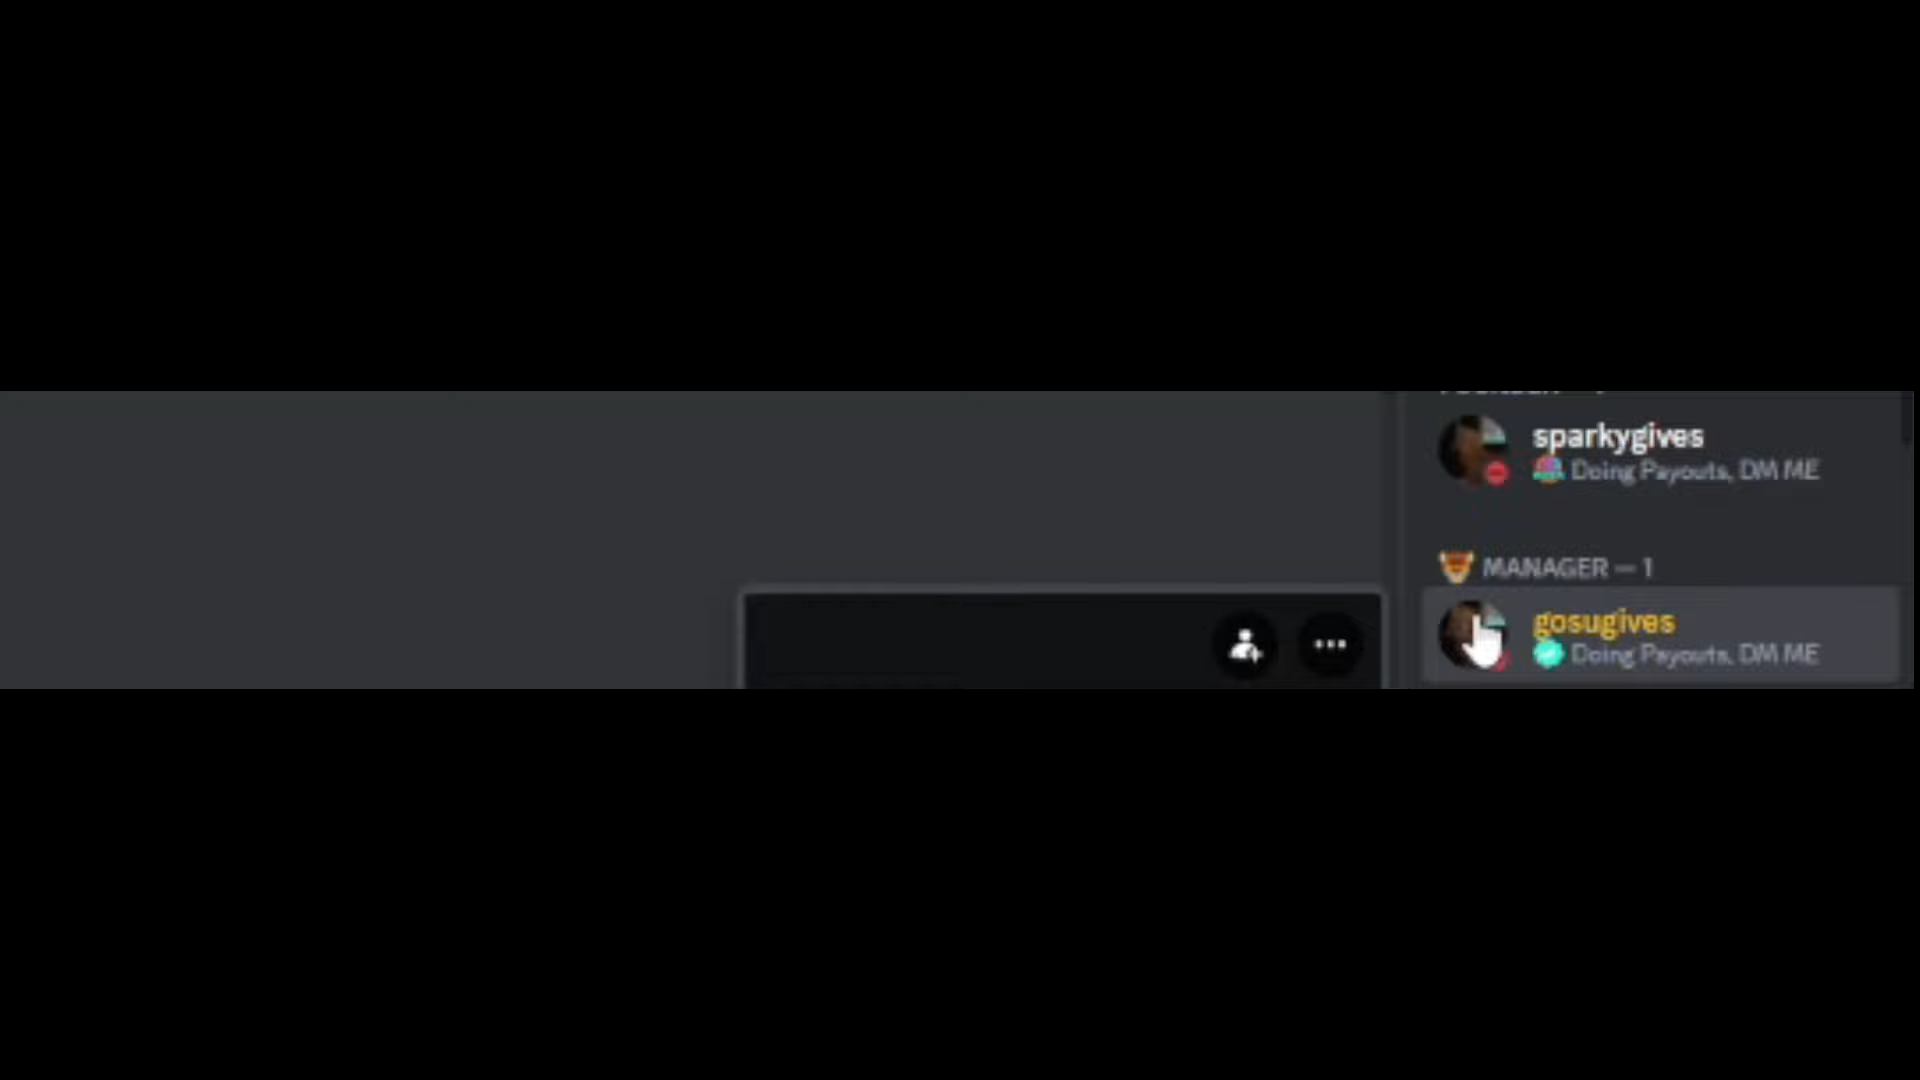 sparkygives
Doing Payouts, DM ME
MANAGER — 1
gosugives
Doing Payouts, DM ME